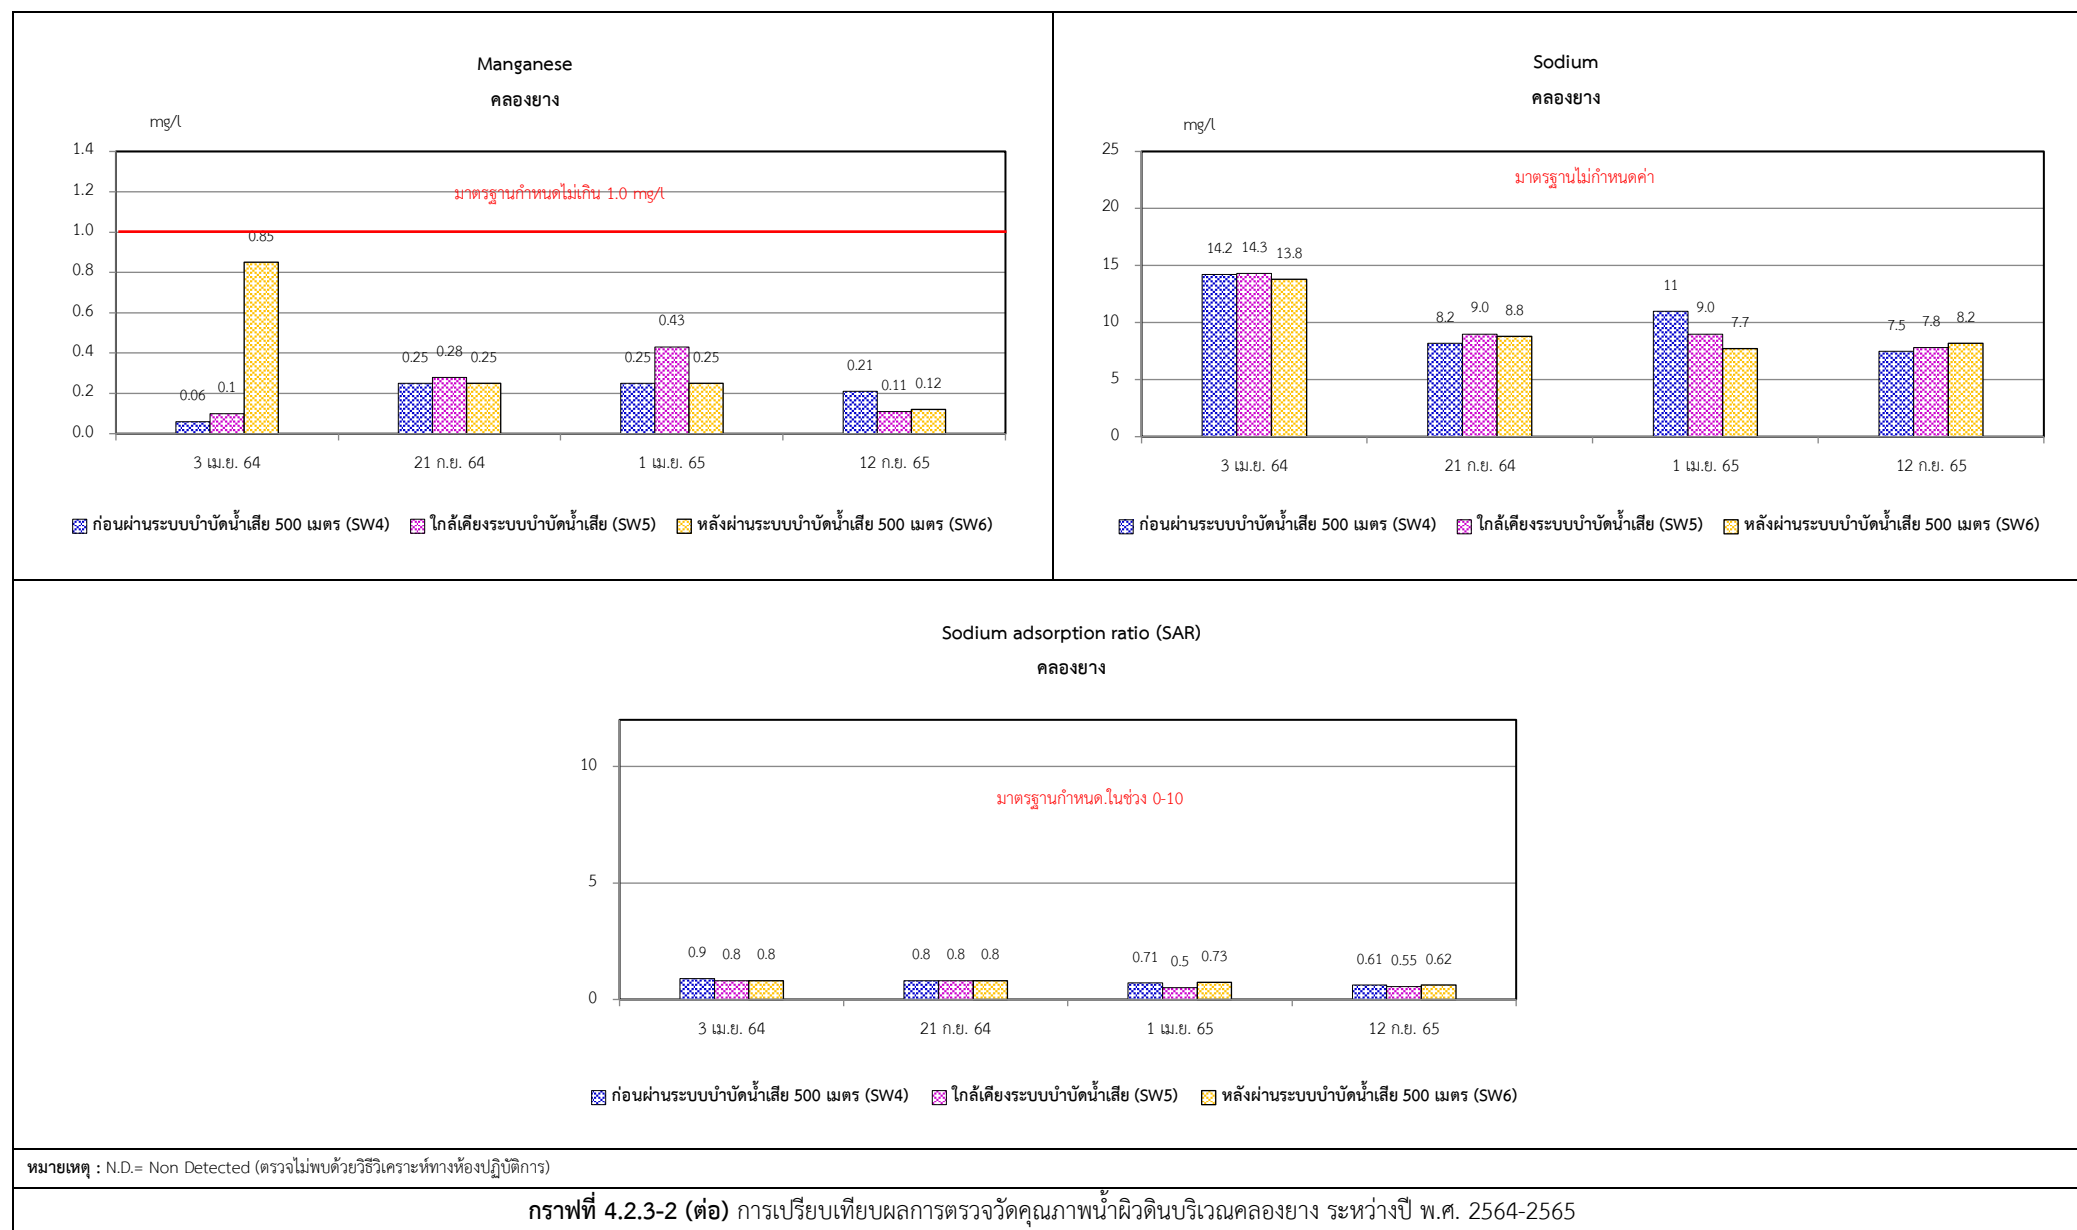 Manganese
คลองยาง
mg/l
1.4
1.2
1.0
0.8
0.6
0.4
0.2
0.0
มาตรฐานกำหนดไม่เกิน 1.0 mg/l
0.06 0.1 0.85
0.25 0.28 0.25
0.25 0.43 0.25
0.21 0.11 0.12
3 เม.ย. 64 21 ก.ย. 64 1 เม.ย. 65 12 ก.ย. 65
ก่อนผ่านระบบบำบัดน้ำเสีย 500 เมตร (SW4) ใกล้เคียงระบบบำบัดน้ำเสีย (SW5) หลังผ่านระบบบำบัดน้ำเสีย 500 เมตร (SW6)
Sodium
คลองยาง
mg/l
25
20
15
10
5
0
มาตรฐานไม่กำหนดค่า
14.2 14.3 13.8
8.2 9.0 8.8
11 9.0 7.7
7.5 7.8 8.2
3 เม.ย. 64 21 ก.ย. 64 1 เม.ย. 65 12 ก.ย. 65
ก่อนผ่านระบบบำบัดน้ำเสีย 500 เมตร (SW4) ใกล้เคียงระบบบำบัดน้ำเสีย (SW5) หลังผ่านระบบบำบัดน้ำเสีย 500 เมตร (SW6)
Sodium adsorption ratio (SAR)
คลองยาง
10
5
0
มาตรฐานกำหนด.ในช่วง 0-10
0.9 0.8 0.8
0.8 0.8 0.8
0.71 0.5 0.73
0.61 0.55 0.62
3 เม.ย. 64 21 ก.ย. 64 1 เม.ย. 65 12 ก.ย. 65
ก่อนผ่านระบบบำบัดน้ำเสีย 500 เมตร (SW4) ใกล้เคียงระบบบำบัดน้ำเสีย (SW5) หลังผ่านระบบบำบัดน้ำเสีย 500 เมตร (SW6)
หมายเหตุ : N.D.= Non Detected (ตรวจไม่พบด้วยวิธีวิเคราะห์ทางห้องปฏิบัติการ)
กราฟที่ 4.2.3-2 (ต่อ) การเปรียบเทียบผลการตรวจวัดคุณภาพน้ำผิวดินบริเวณคลองยาง ระหว่างปี พ.ศ. 2564-2565